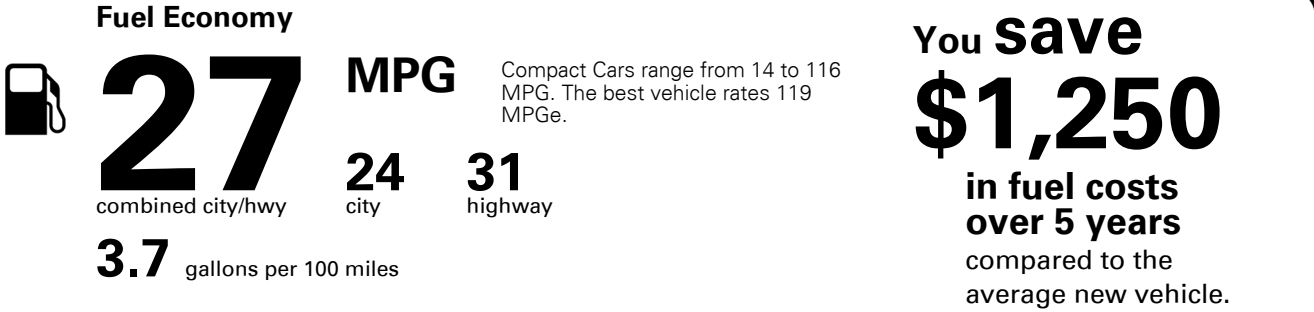 Fuel Economy
27
MPG
Compact Cars range from 14 to 116
MPG. The best vehicle rates 119
MPGe.
combined city/hwy
24
city
31
highway
3.7 gallons per 100 miles
You save
$1,250
in fuel costs
over 5 years
compared to the
average new vehicle.